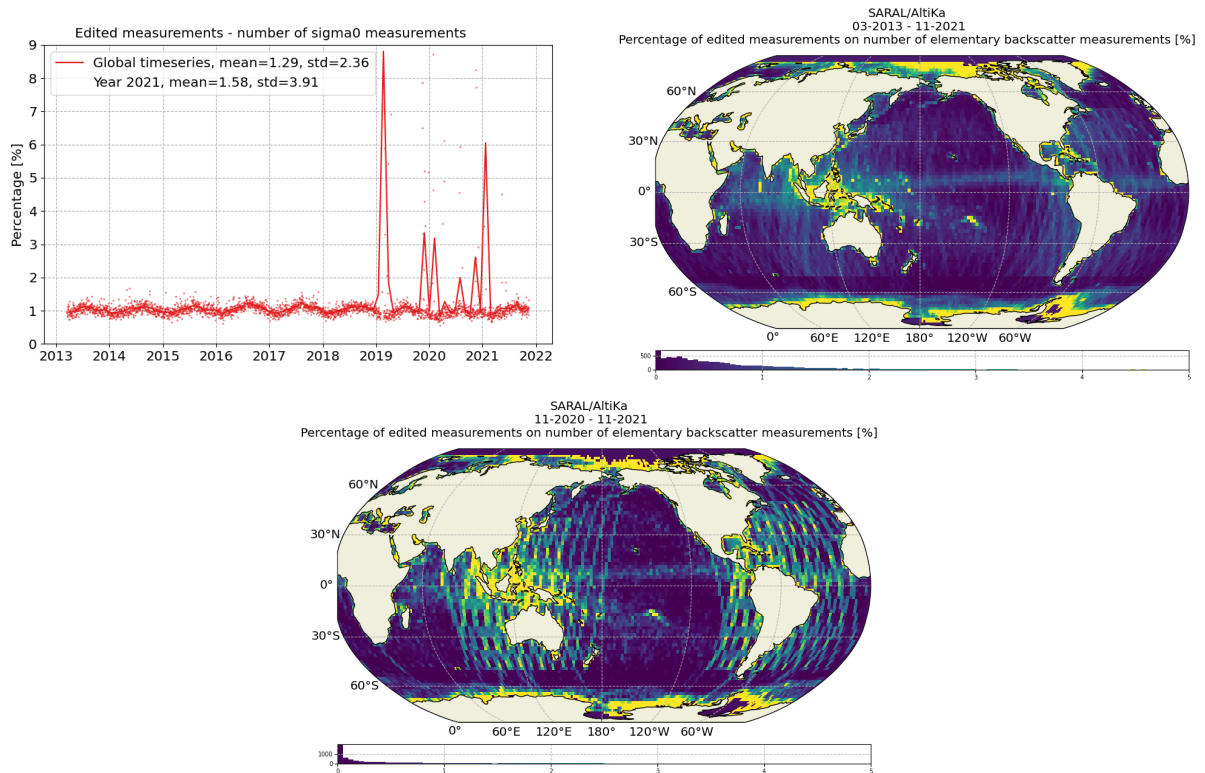 Edited measurements - number of sigma0 measurements
Percentage [%]
9
8
7
6
5
4
3
2
1
0
Global timeseries, mean=1.29, std=2.36
Year 2021, mean=1.58, std=3.91
2013 2014 2015 2016 2017 2018 2019 2020 2021 2022
SARAL/AltiKa
03-2013 - 11-2021
Percentage of edited measurements on number of elementary backscatter measurements [%]
60°N
30°N
0°
30°S
60°S
0° 60°E 120°E 180° 120°W 60°W
500
0
0 1 2 3 4 5
SARAL/AltiKa
11-2020 - 11-2021
Percentage of edited measurements on number of elementary backscatter measurements [%]
60°N
30°N
0°
30°S
60°S
0° 60°E 120°E 180° 120°W 60°W
1000
0
0 1 2 3 4 5